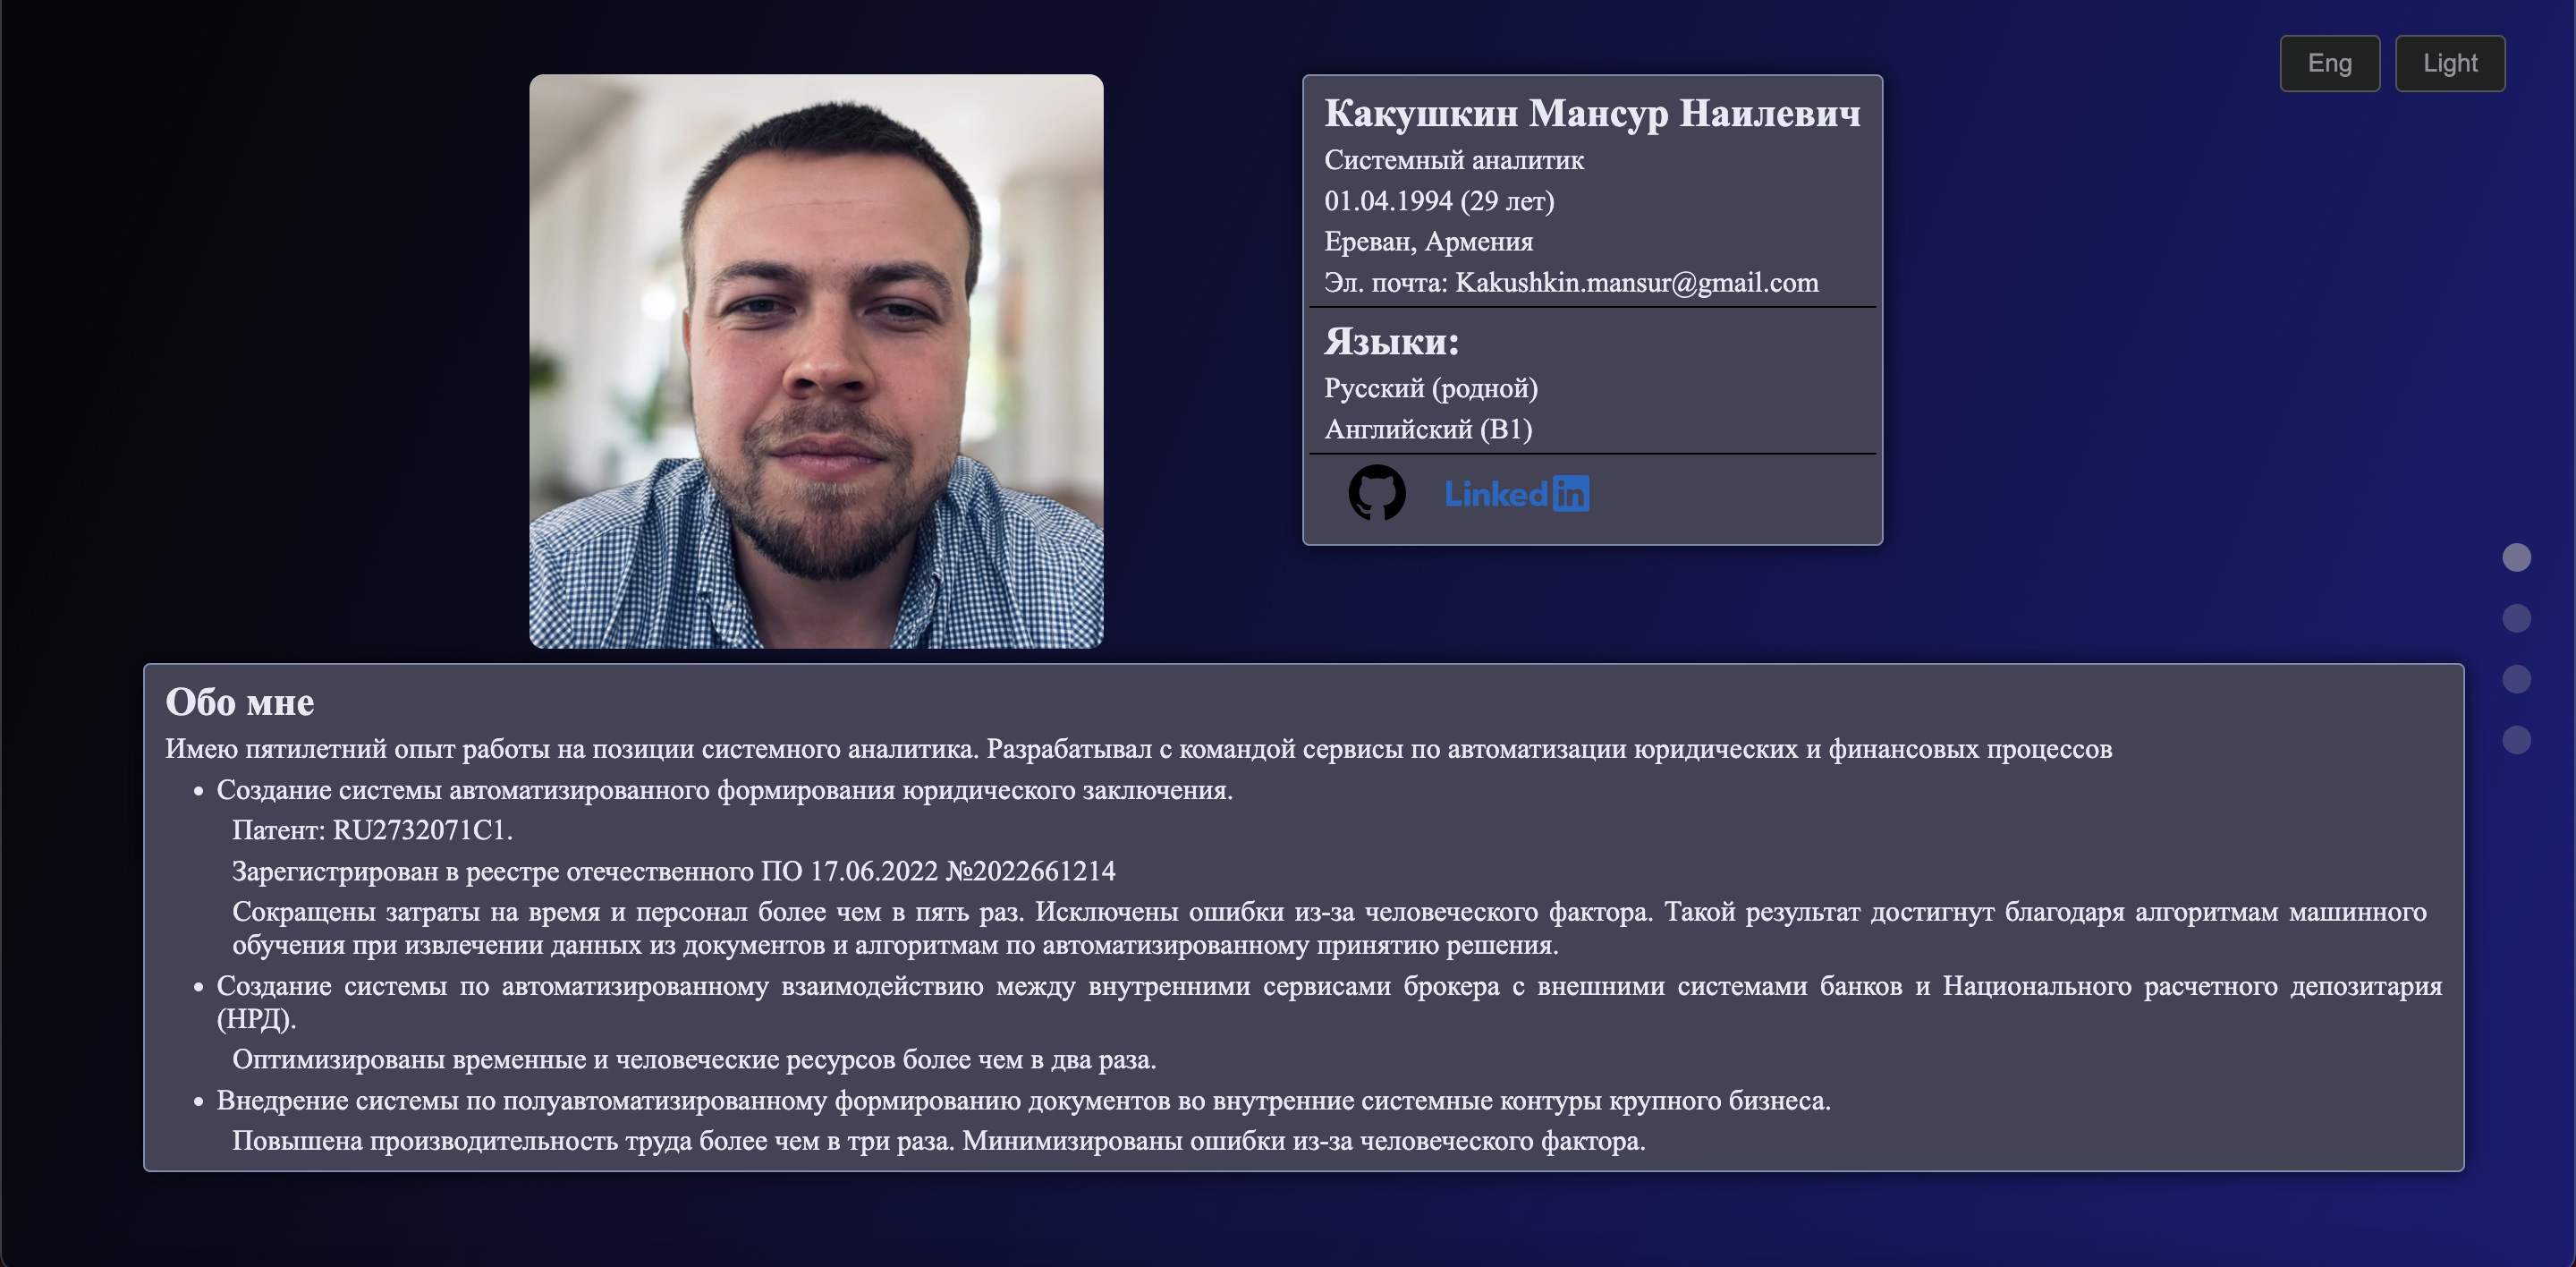 Eng
Light
Какушкин Мансур Наилевич
Системный аналитик
01.04.1994 (29 лет)
Ереван, Армения
Эл. почта: Kakushkin.mansur@gmail.com
Языки:
Русский (родной)
Английский (B1)
Linked in
Обо мне
Имею пятилетний опыт работы на позиции системного аналитика. Разрабатывал с командой сервисы по автоматизации юридических и финансовых процессов
• Создание системы автоматизированного формирования юридического заключения.
Патент: RU2732071C1.
Зарегистрирован в реестре отечественного ПО 17.06.2022 №2022661214
Сокращены затраты на время и персонал более чем в пять раз. Исключены ошибки из-за человеческого фактора. Такой результат достигнут благодаря алгоритмам машинного
обучения при извлечении данных из документов и алгоритмам по автоматизированному принятию решения.
• Создание системы по автоматизированному взаимодействию между внутренними сервисами брокера с внешними системами банков и Национального расчетного депозитария
(НРД).
Оптимизированы временные и человеческие ресурсов более чем в два раза.
• Внедрение системы по полуавтоматизированному формированию документов во внутренние системные контуры крупного бизнеса.
Повышена производительность труда более чем в три раза. Минимизированы ошибки из-за человеческого фактора.